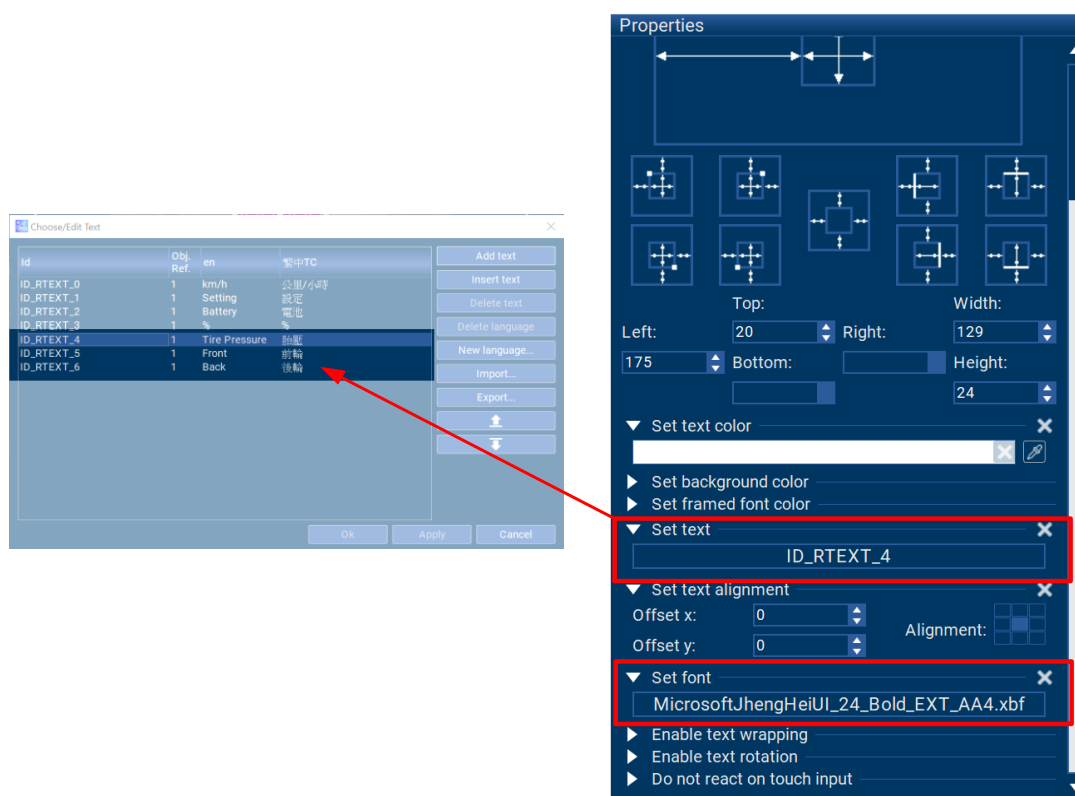 Choose/Edit Text
Id Obj. Ref. en 繁中TC
ID_RTEXT_0 1 km/h 公里/小時
ID_RTEXT_1 1 Setting 設定
ID_RTEXT_2 1 Battery 電池
ID_RTEXT_3 1 % %
ID_RTEXT_4 1 Tire Pressure 胎壓
ID_RTEXT_5 1 Front 前輪
ID_RTEXT_6 1 Back 後輪
Add text
Insert text
Delete text
Delete language
New language...
Import...
Export...
Ok Apply Cancel
Properties
Top: Width:
Left: 20 Right: 129
175 Bottom: Height:
24
Set text color
Set background color
Set framed font color
Set text
ID_RTEXT_4
Set text alignment
Offset x: 0
Alignment:
Offset y: 0
Set font
MicrosoftJhengHeiUI_24_Bold_EXT_AA4.xbf
Enable text wrapping
Enable text rotation
Do not react on touch input